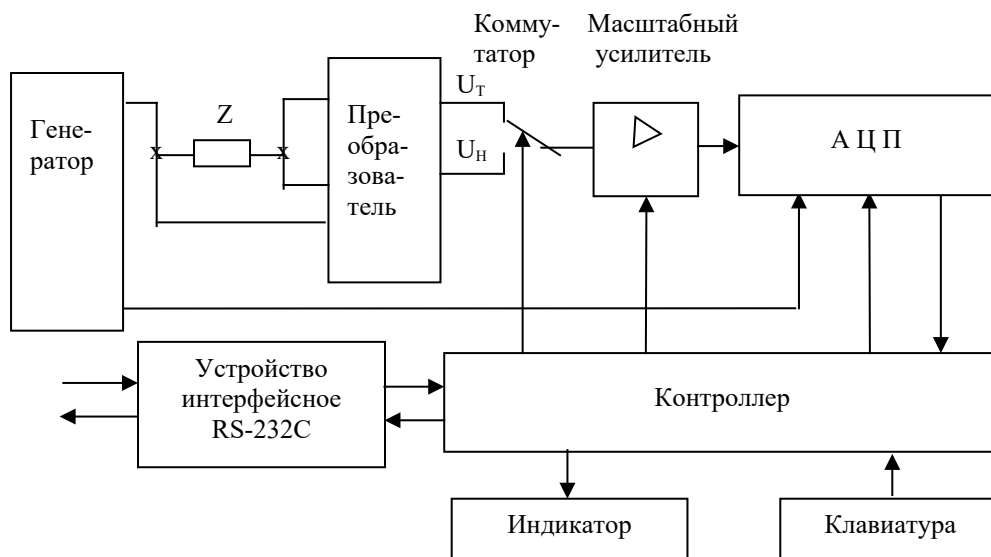 Комму-
татор
Масштабный
усилитель
Гене-
ратор
Z
x
x
Пре-
обра-
зова-
тель
UТ
UН
А Ц П
Устройство
интерфейсное
RS-232C
Контроллер
Индикатор
Клавиатура